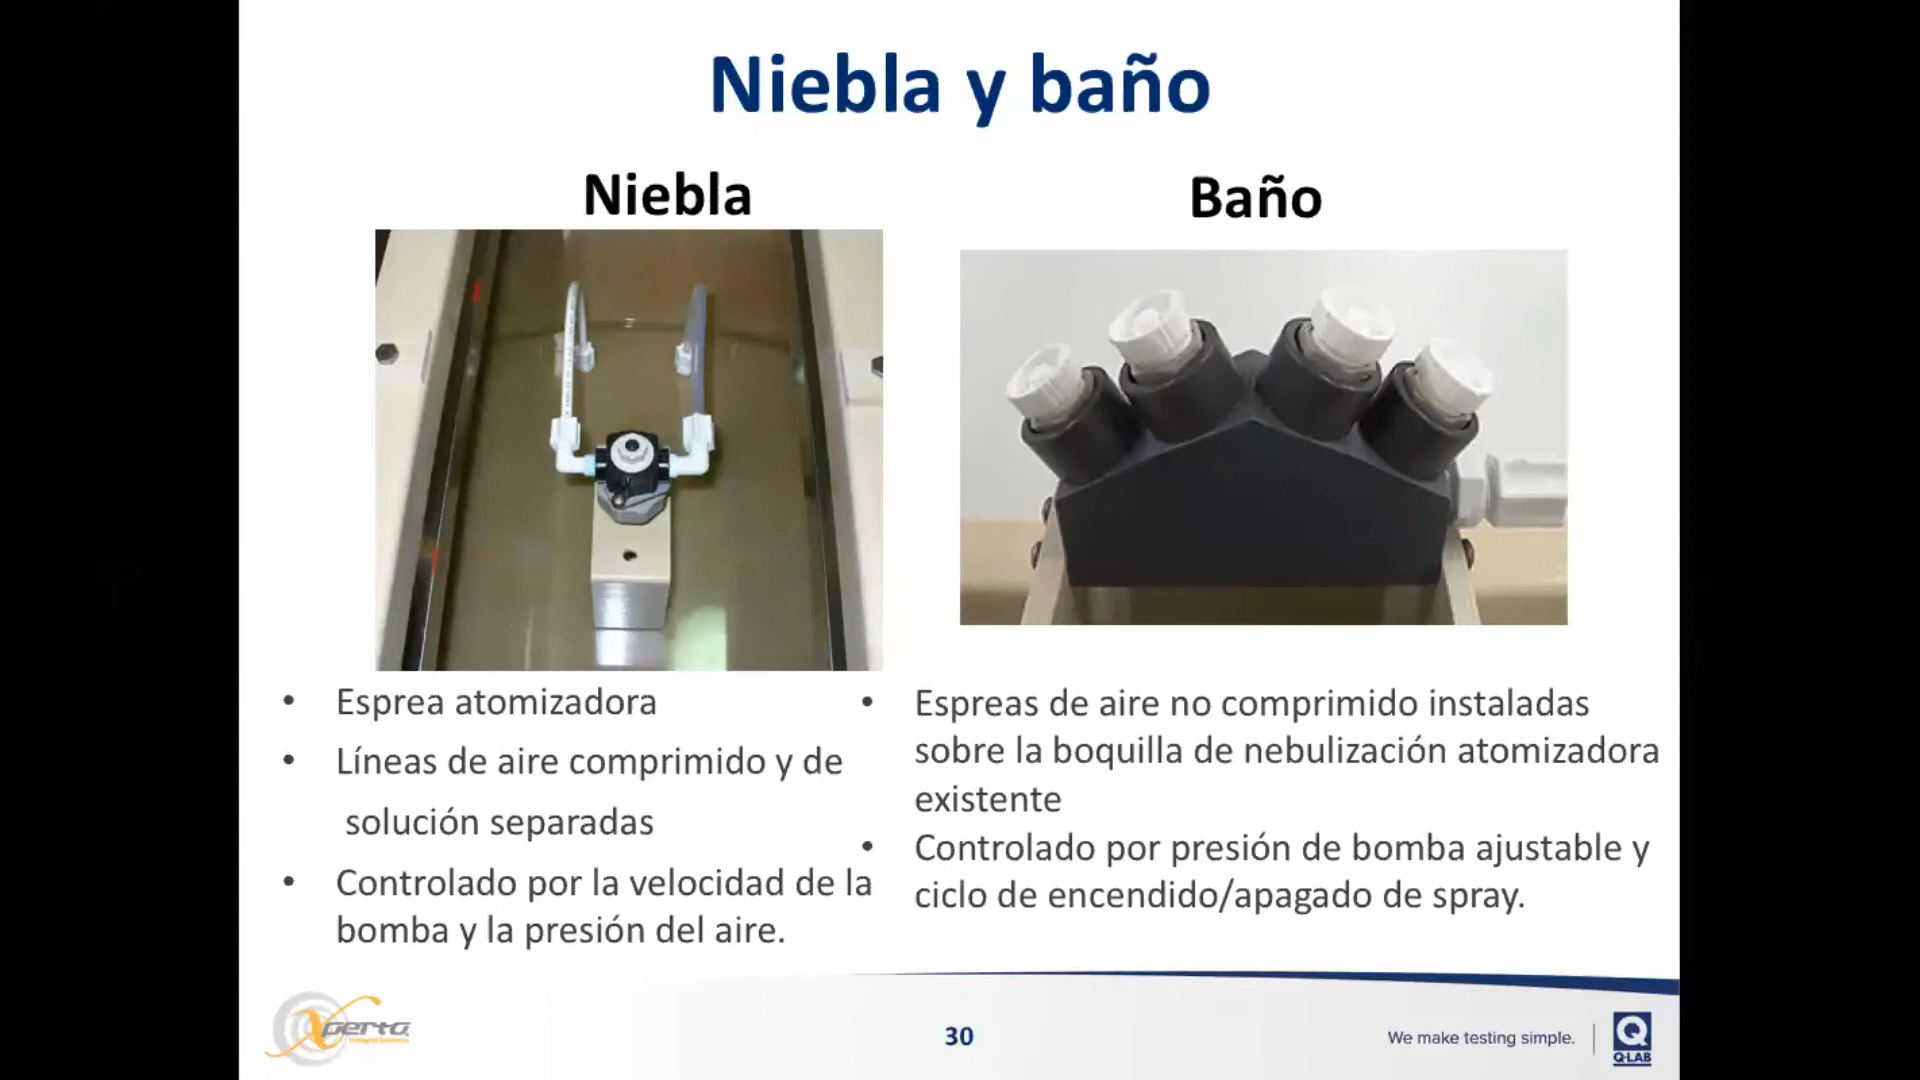 Niebla y baño
Niebla
Baño
• Esprea atomizadora
• Líneas de aire comprimido y de
solución separadas
• Controlado por la velocidad de la
bomba y la presión del aire.
• Espreas de aire no comprimido instaladas
sobre la boquilla de nebulización atomizadora
existente
• Controlado por presión de bomba ajustable y
ciclo de encendido/apagado de spray.
Xperto
30
We make testing simple.
Q-LAB